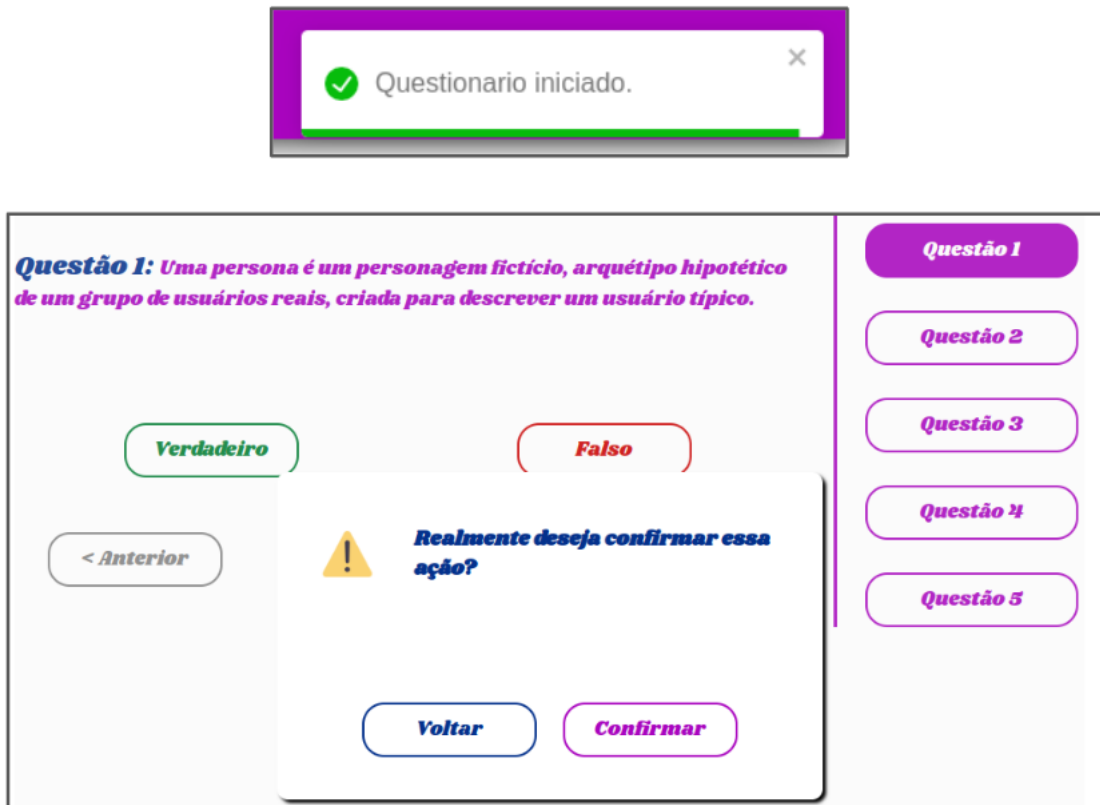 Questionario iniciado.
Questão 1: Uma persona é um personagem fictício, arquétipo hipotético
de um grupo de usuários reais, criada para descrever um usuário típico.
Verdadeiro
Falso
< Anterior
Realmente deseja confirmar essa
ação?
Voltar
Confirmar
Questão 1
Questão 2
Questão 3
Questão 4
Questão 5